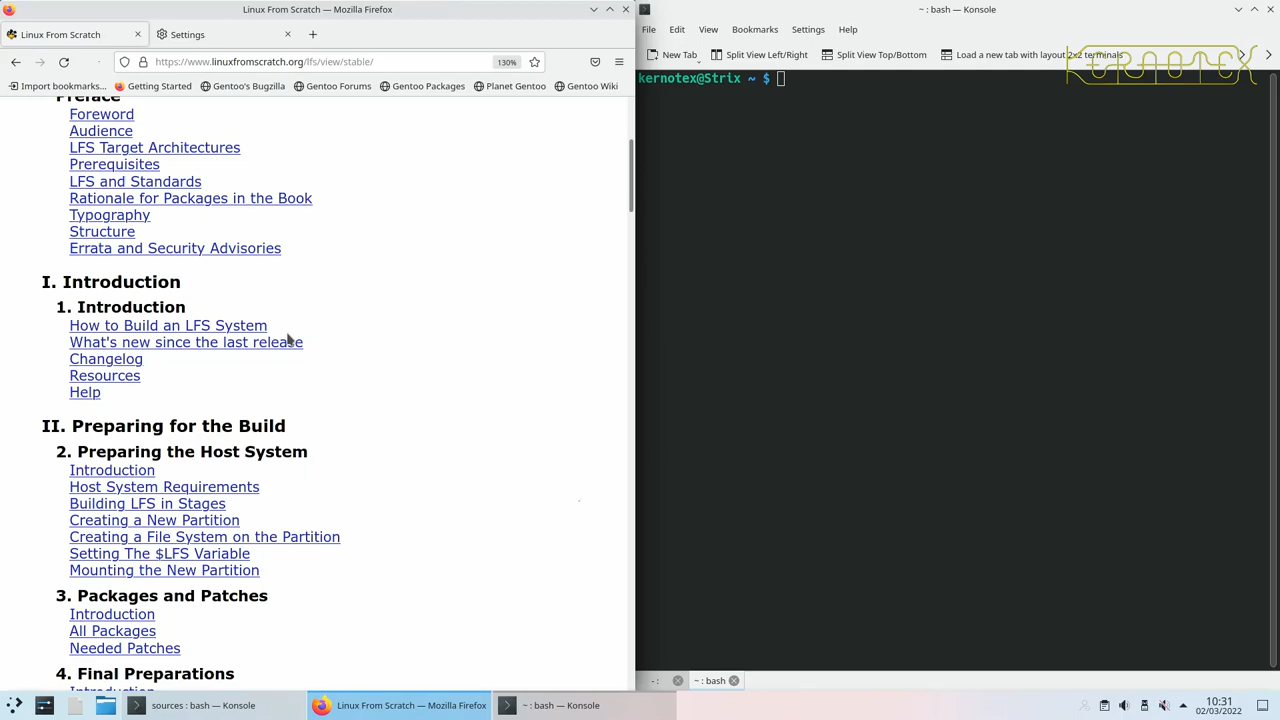 Linux From Scratch — Mozilla Firefox
Linux From Scratch
Settings
https://www.linuxfromscratch.org/lfs/view/stable/
130%
Import bookmarks...
Getting Started
Gentoo's Bugzilla
Gentoo Forums
Gentoo Packages
Planet Gentoo
Gentoo Wiki
Preface
Foreword
Audience
LFS Target Architectures
Prerequisites
LFS and Standards
Rationale for Packages in the Book
Typography
Structure
Errata and Security Advisories
I. Introduction
1. Introduction
How to Build an LFS System
What's new since the last release
Changelog
Resources
Help
II. Preparing for the Build
2. Preparing the Host System
Introduction
Host System Requirements
Building LFS in Stages
Creating a New Partition
Creating a File System on the Partition
Setting The $LFS Variable
Mounting the New Partition
3. Packages and Patches
Introduction
All Packages
Needed Patches
4. Final Preparations
Introduction
~ : bash — Konsole
File Edit View Bookmarks Settings Help
New Tab
Split View Left/Right
Split View Top/Bottom
Load a new tab with layout 2x2 terminals
KERNOTEX
kernotex@Strix ~ $
- :
~ : bash
sources : bash — Konsole
Linux From Scratch — Mozilla Firefox
~ : bash — Konsole
10:31
02/03/2022